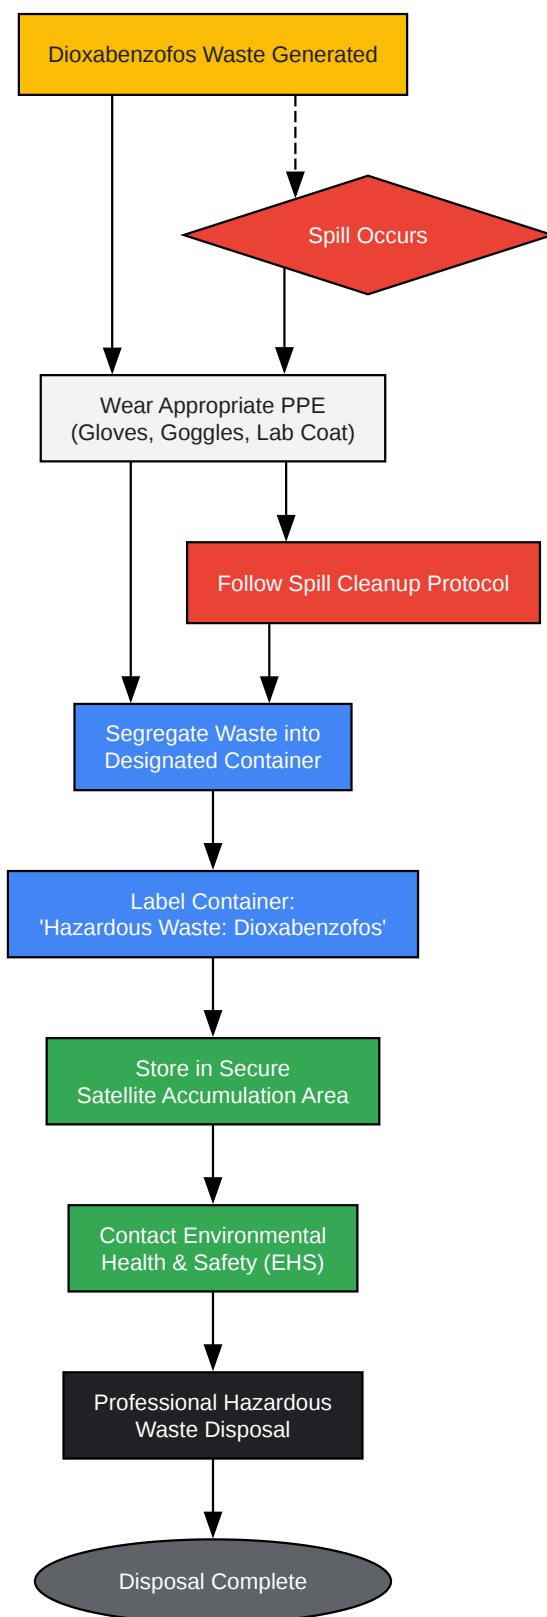 Dioxabenzofos Waste Generated
Spill Occurs
Wear Appropriate PPE
(Gloves, Goggles, Lab Coat)
Follow Spill Cleanup Protocol
Segregate Waste into
Designated Container
Label Container:
'Hazardous Waste: Dioxabenzofos'
Store in Secure
Satellite Accumulation Area
Contact Environmental
Health & Safety (EHS)
Professional Hazardous
Waste Disposal
Disposal Complete